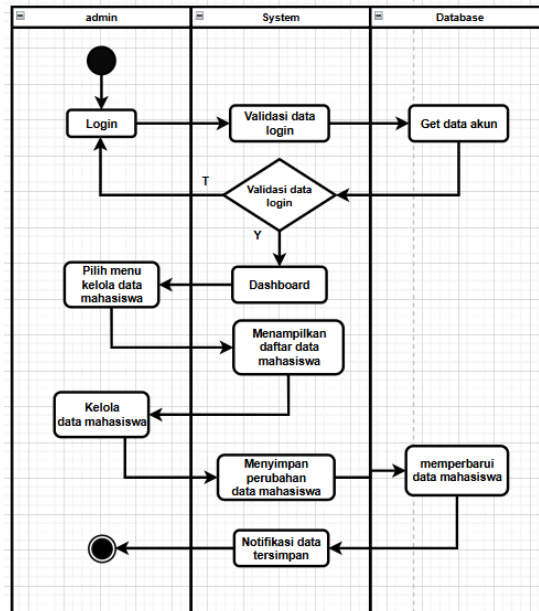 admin
System
Database
Login
Validasi data
login
Get data akun
Validasi data
login
T
Y
Dashboard
Pilih menu
kelola data
mahasiswa
Menampilkan
daftar data
mahasiswa
Kelola
data mahasiswa
Menyimpan
perubahan
data mahasiswa
memperbarui
data mahasiswa
Notifikasi data
tersimpan